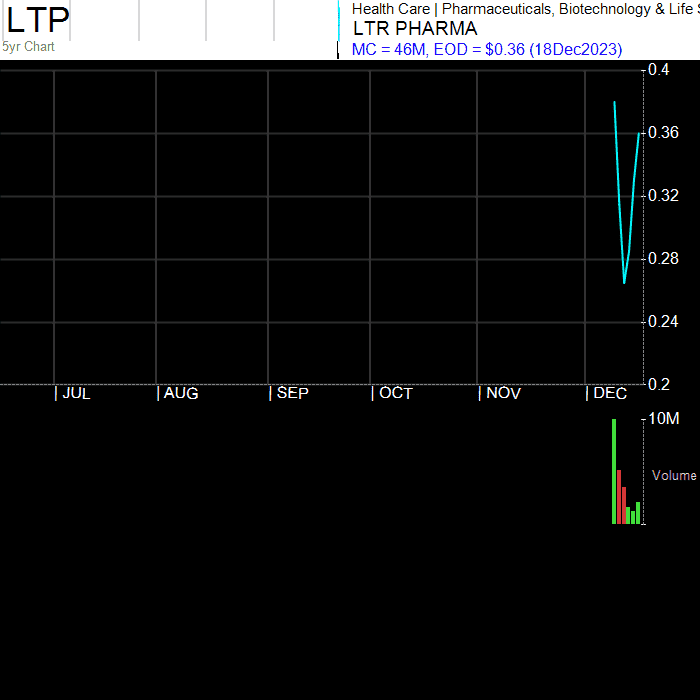 LTP
5yr Chart
Health Care | Pharmaceuticals, Biotechnology & Life
LTR PHARMA
MC = 46M, EOD = $0.36 (18Dec2023)
0.4
0.36
0.32
0.28
0.24
0.2
| JUL | AUG | SEP | OCT | NOV | DEC
10M
Volume